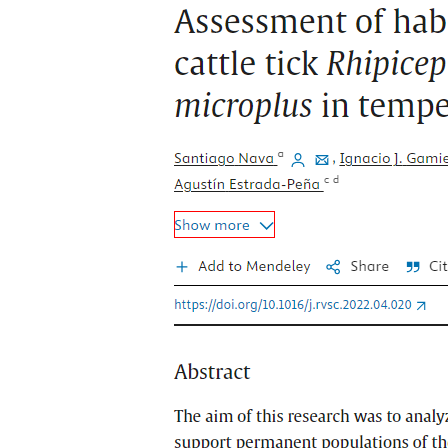 Assessment of hab
cattle tick Rhipicep
microplus in tempe
Santiago Nava a , Ignacio J. Gamie
Agustín Estrada-Peña c d
Show more
Add to Mendeley Share Cit
https://doi.org/10.1016/j.rvsc.2022.04.020
Abstract
The aim of this research was to analyz
support permanent populations of th